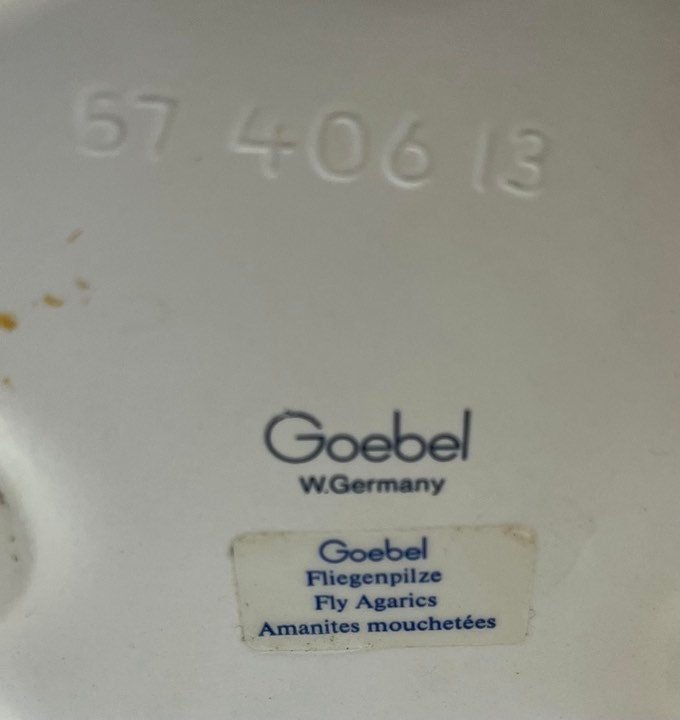 57 406 13
Goebel
W.Germany
Goebel
Fliegenpilze
Fly Agarics
Amanites mouchetées